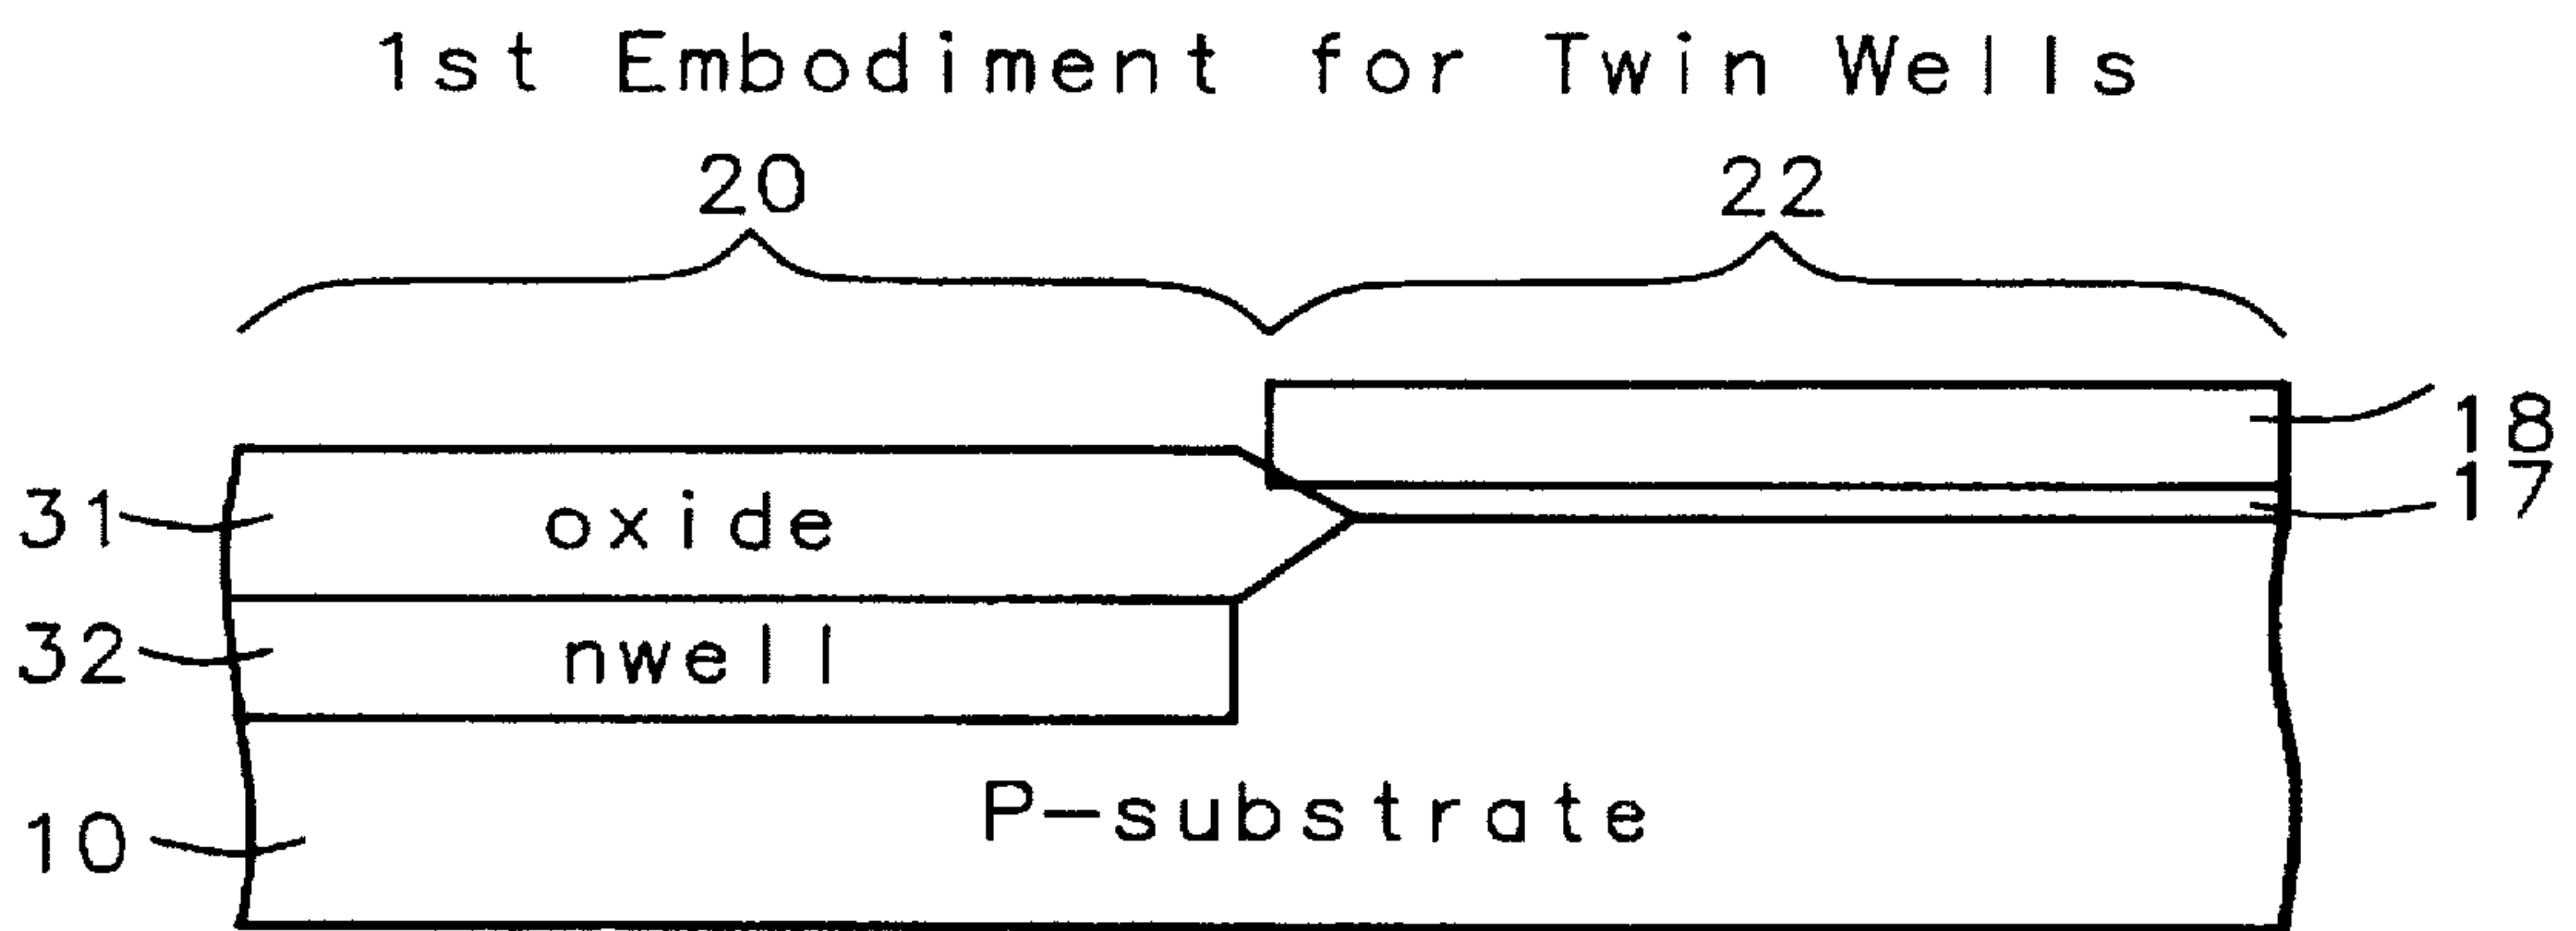 1st Embodiment for Twin Wells
20
22
18
17
31
oxide
32
nwell
P-substrate
10